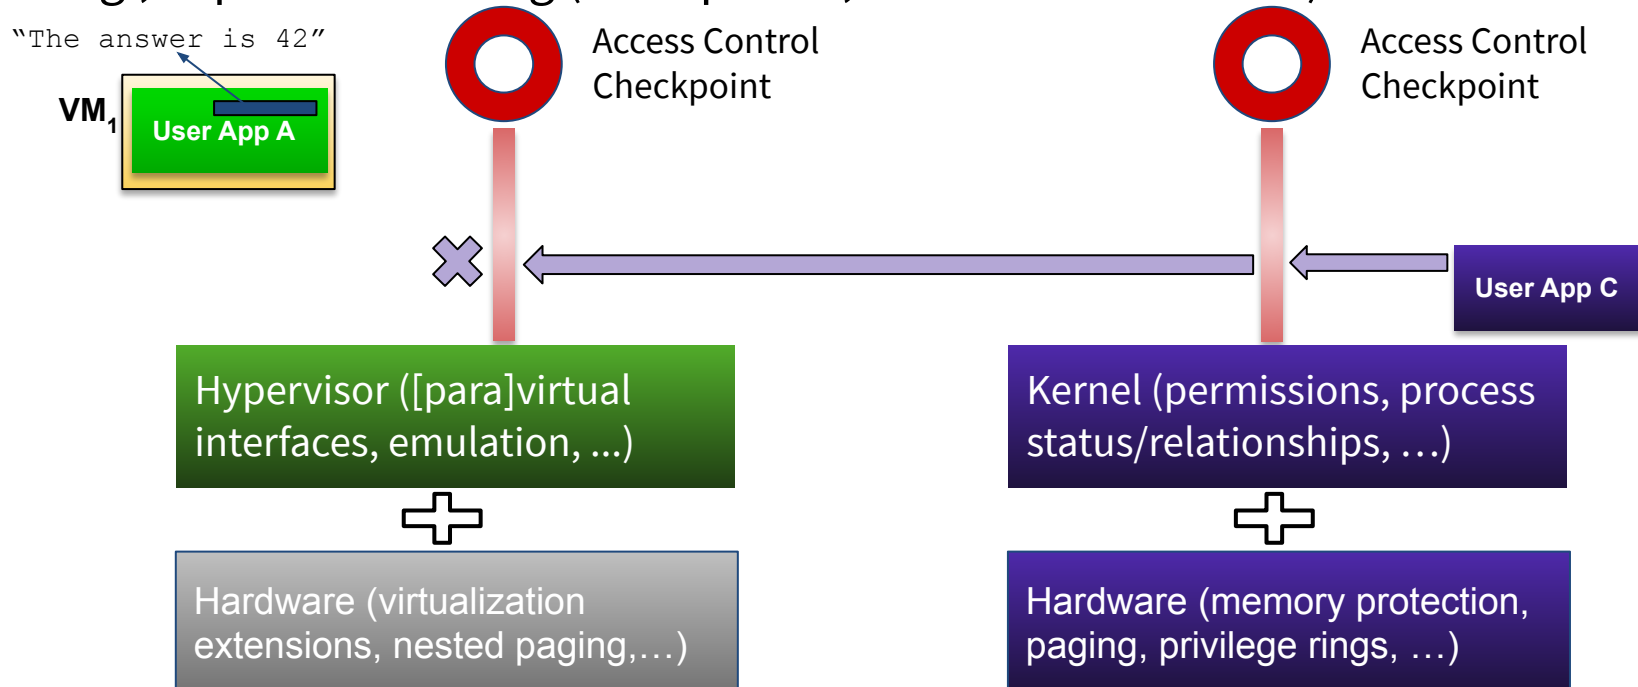 “The answer is 42”
VM1
User App A
Access Control
Checkpoint
Access Control
Checkpoint
User App C
Hypervisor ([para]virtual
interfaces, emulation, ...)
Kernel (permissions, process
status/relationships, …)
Hardware (virtualization
extensions, nested paging,…)
Hardware (memory protection,
paging, privilege rings, …)